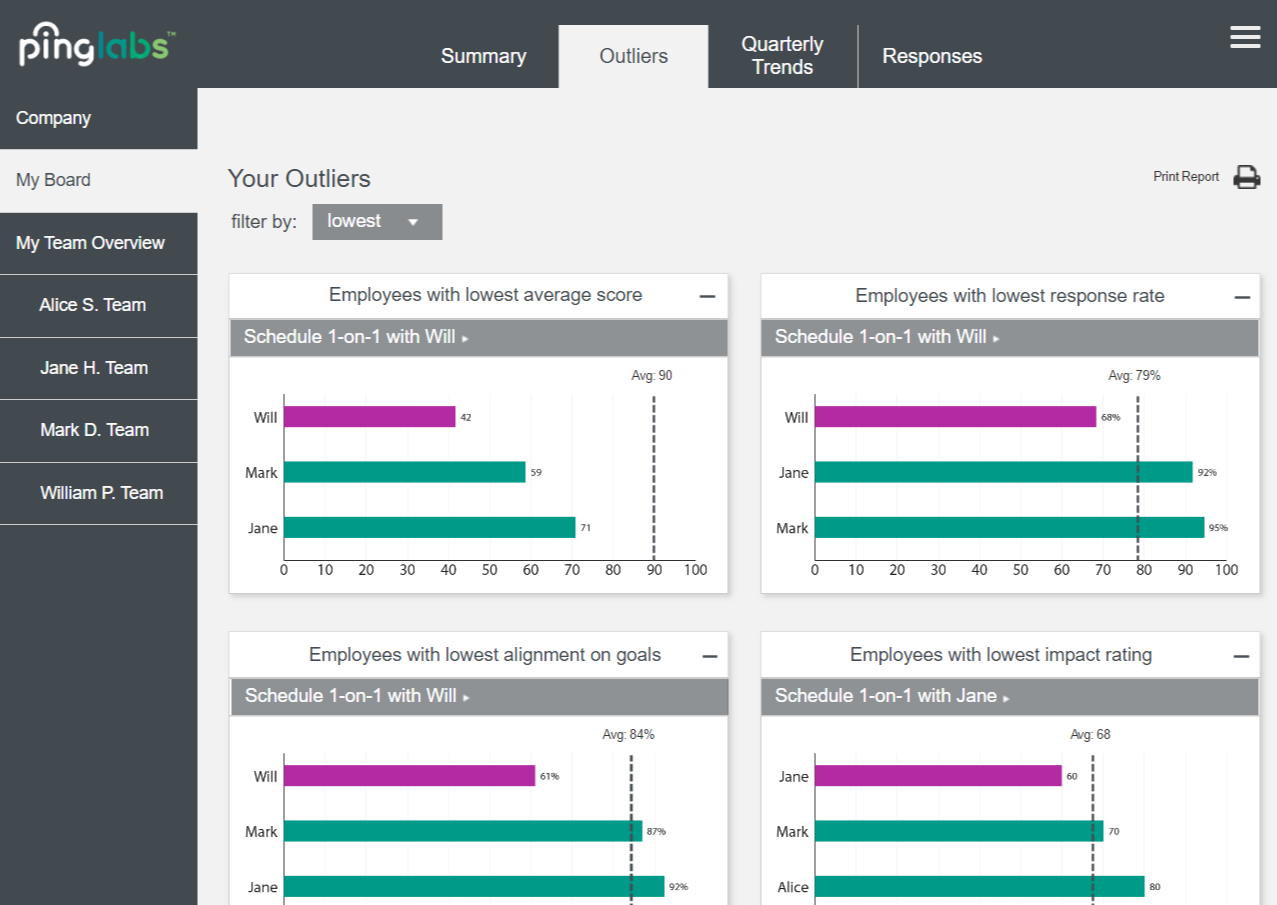 pinglabs™
Summary
Outliers
Quarterly
Trends
Responses
Company
My Board
My Team Overview
Alice S. Team
Jane H. Team
Mark D. Team
William P. Team
Your Outliers
Print Report
filter by:
lowest
Employees with lowest average score
Schedule 1-on-1 with Will ▸
Avg: 90
Will 42
Mark 59
Jane 71
0 10 20 30 40 50 60 70 80 90 100
Employees with lowest response rate
Schedule 1-on-1 with Will ▸
Avg: 79%
Will 68%
Jane 92%
Mark 95%
0 10 20 30 40 50 60 70 80 90 100
Employees with lowest alignment on goals
Schedule 1-on-1 with Will ▸
Avg: 84%
Will 61%
Mark 87%
Jane 92%
Employees with lowest impact rating
Schedule 1-on-1 with Jane ▸
Avg: 68
Jane 60
Mark 70
Alice 80